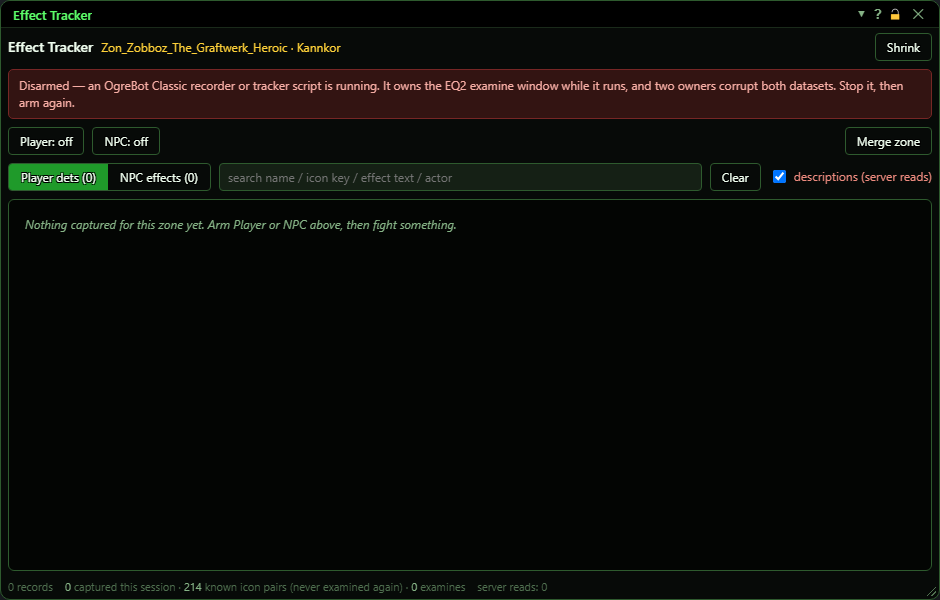 Effect Tracker
▼ ?
Effect Tracker Zon_Zobboz_The_Graftwerk_Heroic · Kannkor Shrink
Disarmed — an OgreBot Classic recorder or tracker script is running. It owns the EQ2 examine window while it runs, and two owners corrupt both datasets. Stop it, then
arm again.
Player: off NPC: off Merge zone
Player dets (0) NPC effects (0) search name / icon key / effect text / actor Clear descriptions (server reads)
Nothing captured for this zone yet. Arm Player or NPC above, then fight something.
0 records 0 captured this session · 214 known icon pairs (never examined again) · 0 examines server reads: 0